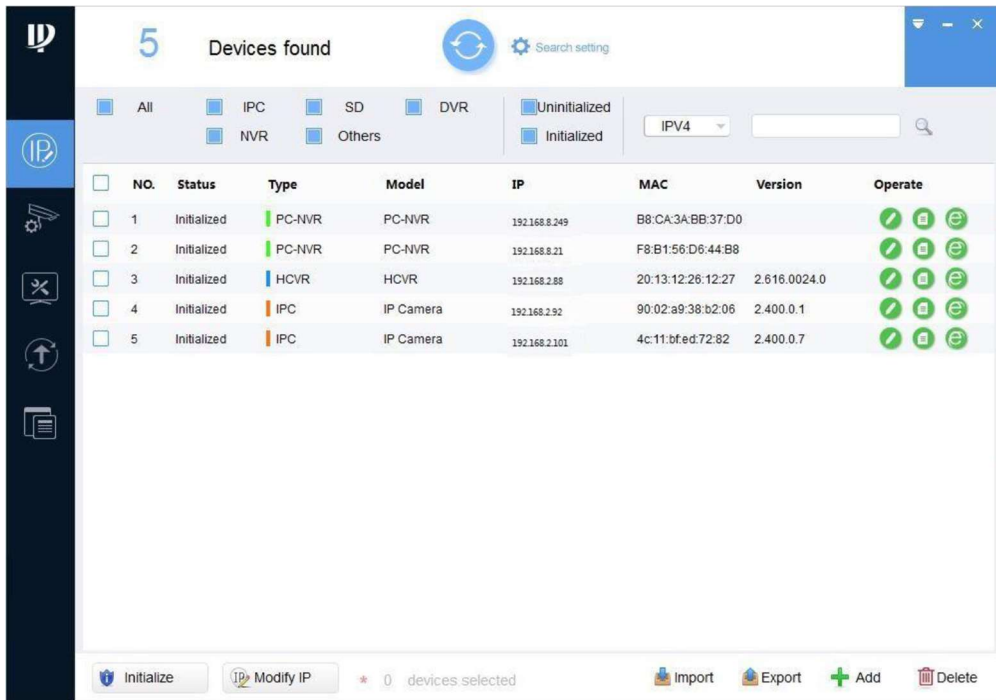 5 Devices found Search setting
All IPC SD DVR Uninitialized
NVR Others Initialized IPV4
NO. Status Type Model IP MAC Version Operate
1 Initialized PC-NVR PC-NVR 192.168.8.249 B8:CA:3A:BB:37:D0
2 Initialized PC-NVR PC-NVR 192.168.8.21 F8:B1:56:D6:44:B8
3 Initialized HCVR HCVR 192.168.2.88 20:13:12:26:12:27 2.616.0024.0
4 Initialized IPC IP Camera 192.168.2.92 90:02:a9:38:b2:06 2.400.0.1
5 Initialized IPC IP Camera 192.168.2.101 4c:11:bf:ed:72:82 2.400.0.7
Initialize IP Modify IP * 0 devices selected Import Export Add Delete